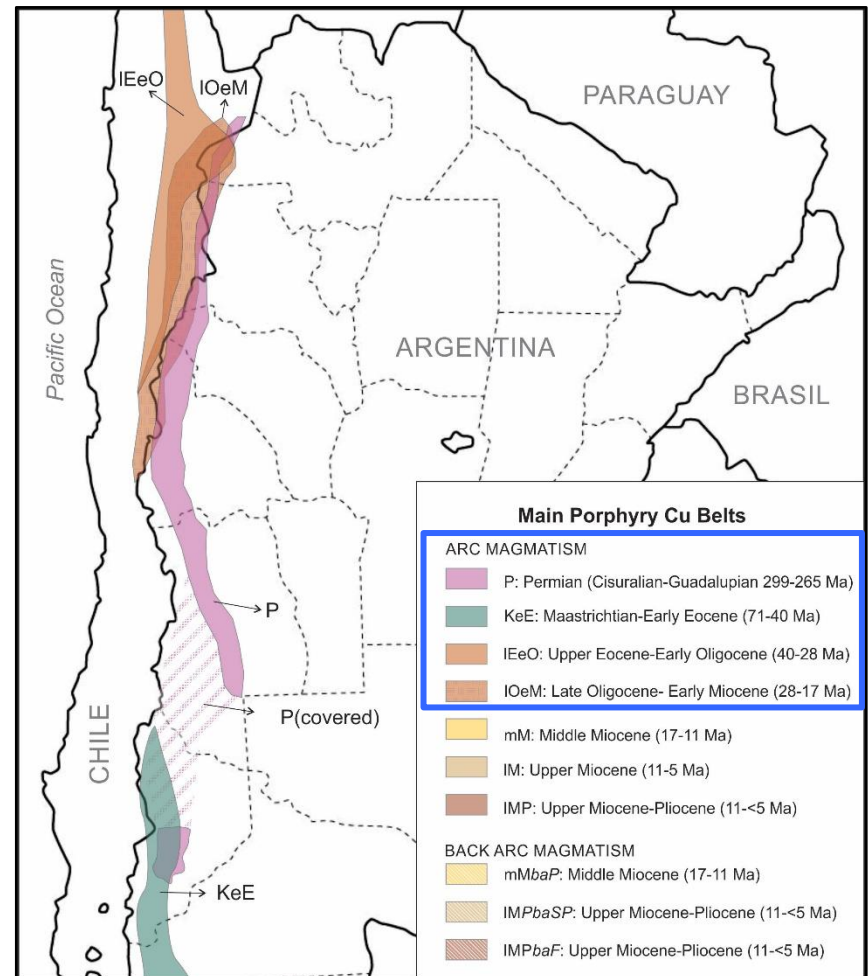 lEeO
lOeM
PARAGUAY
Pacific Ocean
ARGENTINA
BRASIL
P
P(covered)
CHILE
KeE
Main Porphyry Cu Belts
ARC MAGMATISM
P: Permian (Cisuralian-Guadalupian 299-265 Ma)
KeE: Maastrichtian-Early Eocene (71-40 Ma)
lEeO: Upper Eocene-Early Oligocene (40-28 Ma)
lOeM: Late Oligocene- Early Miocene (28-17 Ma)
mM: Middle Miocene (17-11 Ma)
lM: Upper Miocene (11-5 Ma)
lMP: Upper Miocene-Pliocene (11-<5 Ma)
BACK ARC MAGMATISM
mMbaP: Middle Miocene (17-11 Ma)
lMPbaSP: Upper Miocene-Pliocene (11-<5 Ma)
lMPbaF: Upper Miocene-Pliocene (11-<5 Ma)